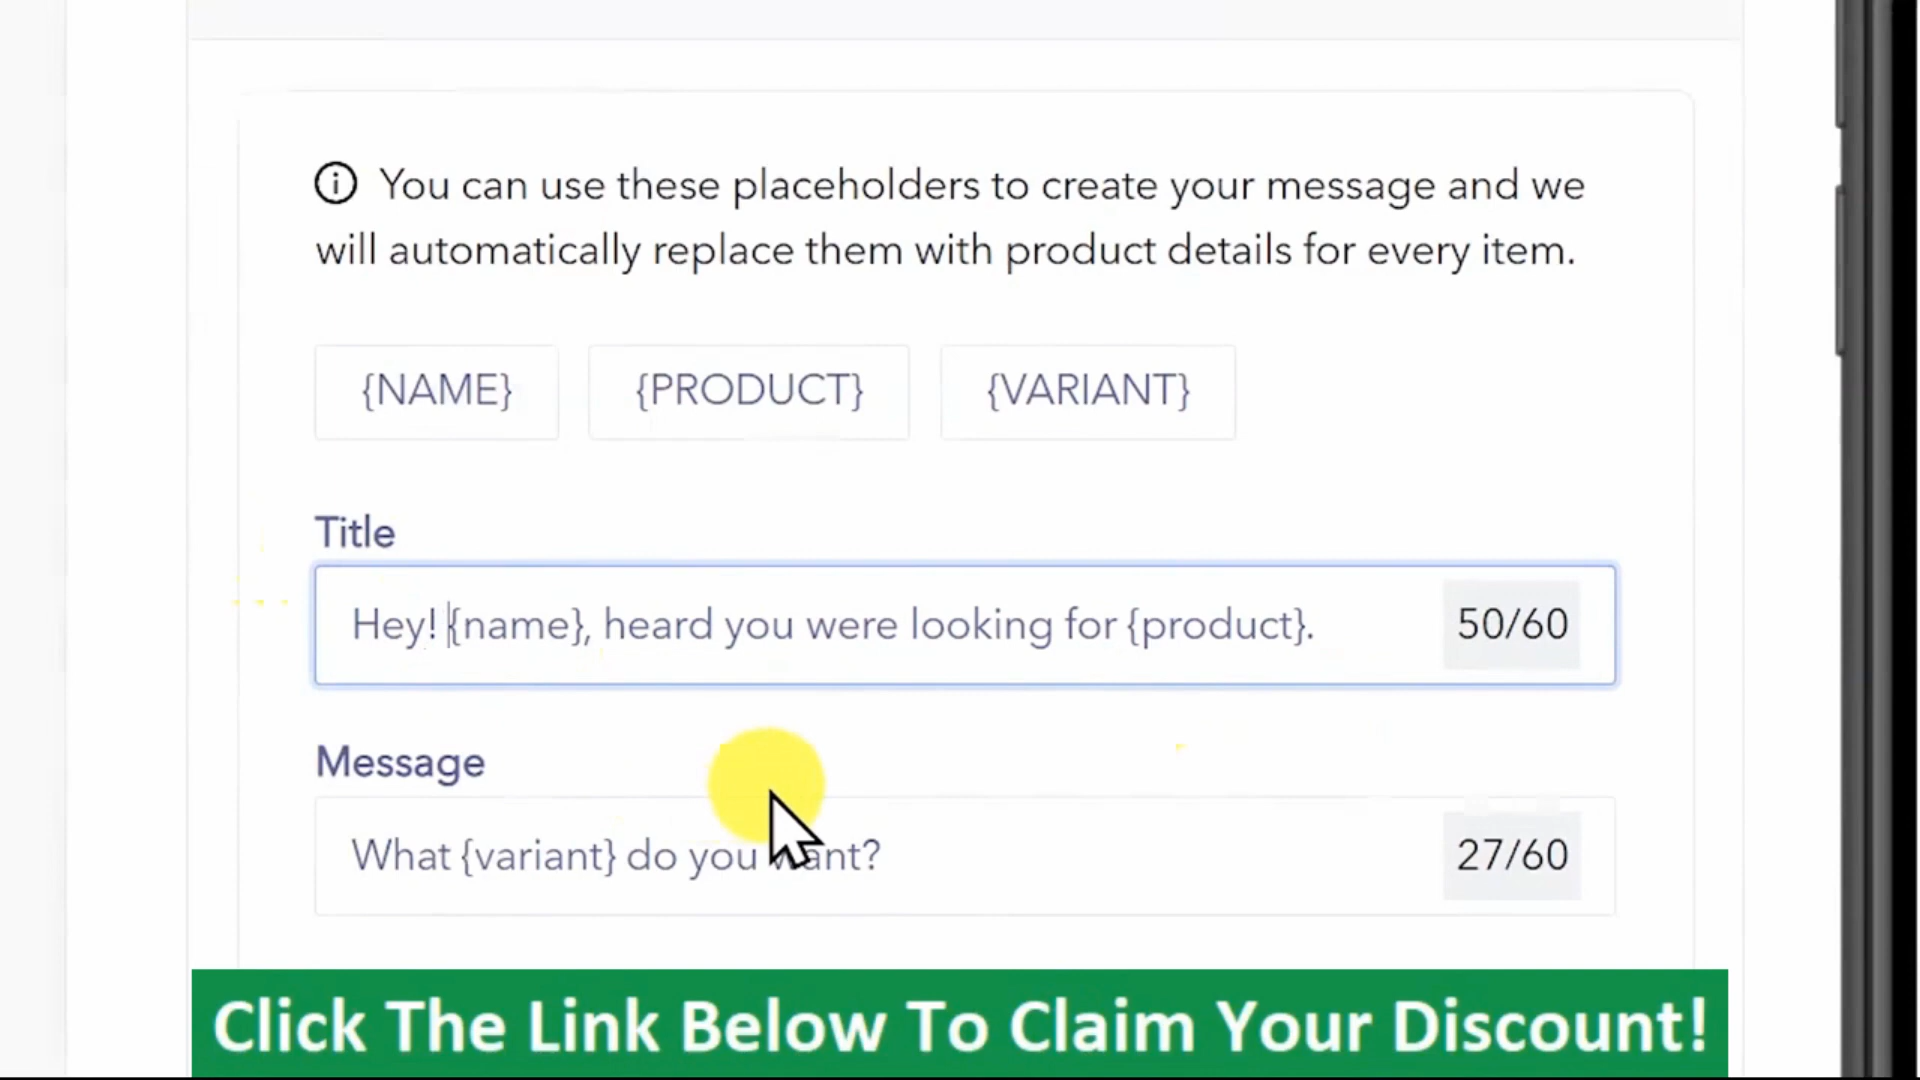 You can use these placeholders to create your message and we
will automatically replace them with product details for every item.
{NAME} {PRODUCT} {VARIANT}
Title
Hey! {name}, heard you were looking for {product}. 50/60
Message
What {variant} do you want? 27/60
Click The Link Below To Claim Your Discount!